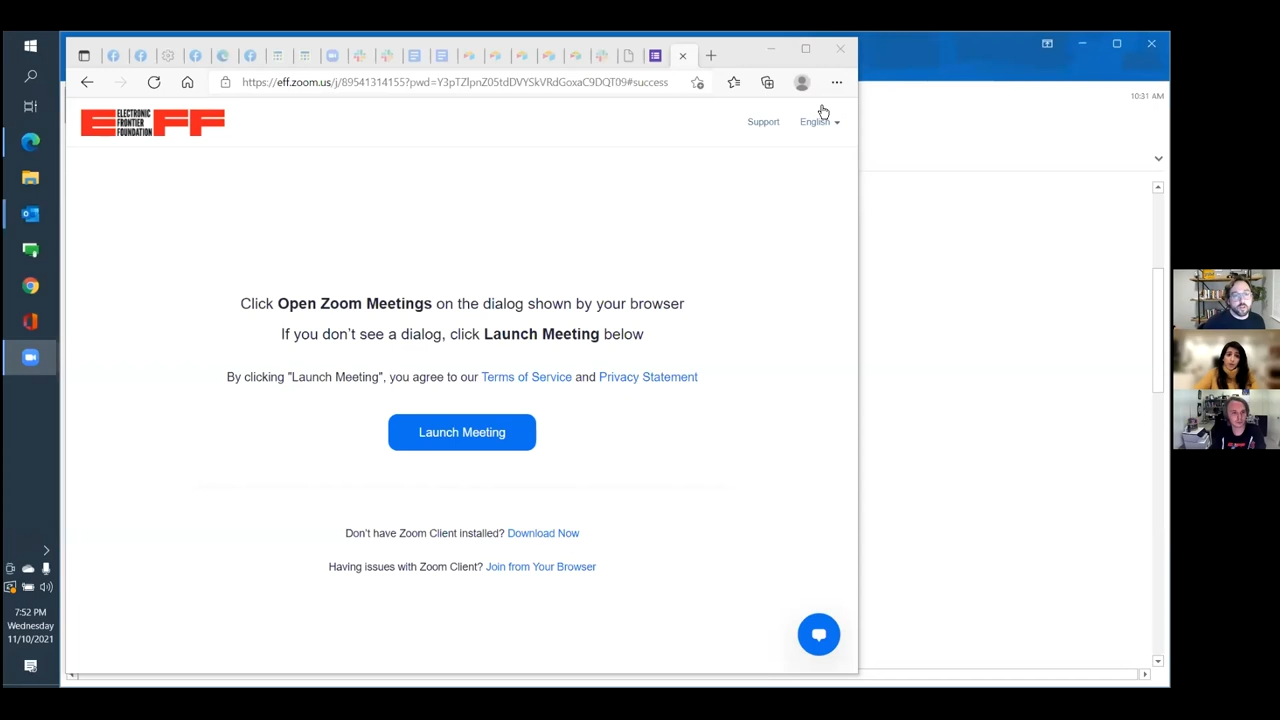 https://eff.zoom.us/j/89541314155?pwd=Y3pTZlpnZ05tdDVYSkVRdGoxaC9DQT09#success
10:31 AM
ELECTRONIC
FRONTIER
FOUNDATION
EFF
Support English
Click Open Zoom Meetings on the dialog shown by your browser
If you don't see a dialog, click Launch Meeting below
By clicking "Launch Meeting", you agree to our Terms of Service and Privacy Statement
Launch Meeting
Don't have Zoom Client installed? Download Now
Having issues with Zoom Client? Join from Your Browser
7:52 PM
Wednesday
11/10/2021